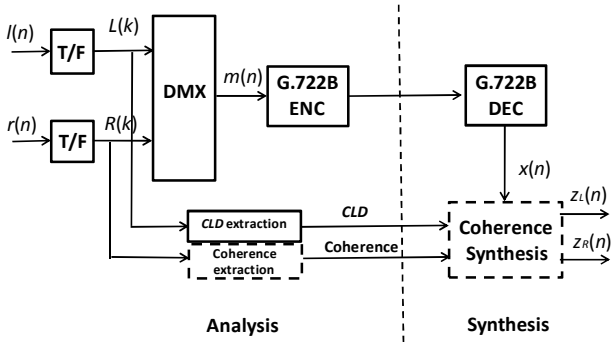 l(n)
T/F
L(k)
r(n)
T/F
R(k)
DMX
m(n)
G.722B
ENC
G.722B
DEC
x(n)
CLD extraction
CLD
Coherence
extraction
Coherence
Coherence
Synthesis
zL(n)
zR(n)
Analysis
Synthesis